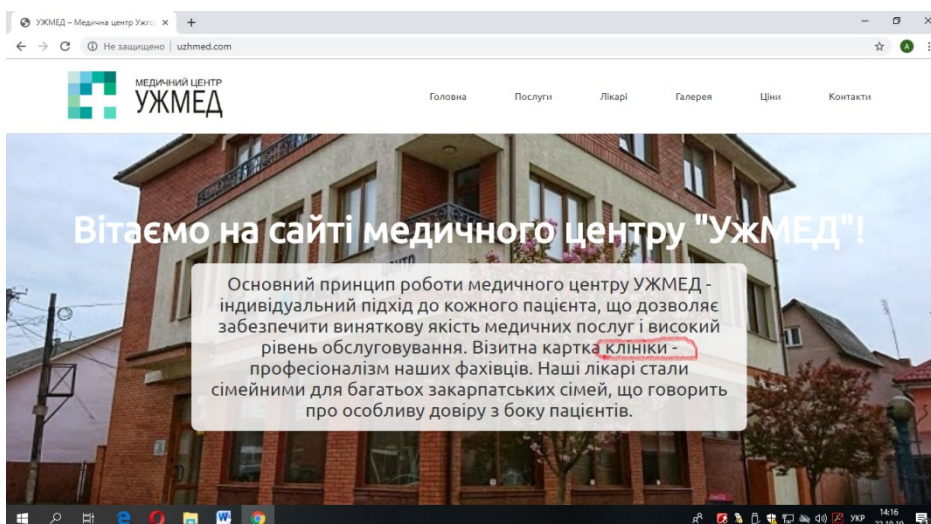 УЖМЕД – Медична центр Ужго
Не защищено | uzhmed.com
A
МЕДИЧНИЙ ЦЕНТР
УЖМЕД
Головна Послуги Лікарі Галерея Ціни Контакти
Вітаємо на сайті медичного центру "УжМЕД"!
Основний принцип роботи медичного центру УЖМЕД -
індивідуальний підхід до кожного пацієнта, що дозволяє
забезпечити виняткову якість медичних послуг і високий
рівень обслуговування. Візитна картка клініки -
професіоналізм наших фахівців. Наші лікарі стали
сімейними для багатьох закарпатських сімей, що говорить
про особливу довіру з боку пацієнтів.
УКР
14:16